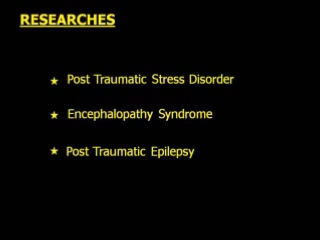 RESEARCHES
★ Post Traumatic Stress Disorder
★ Encephalopathy Syndrome
★ Post Traumatic Epilepsy